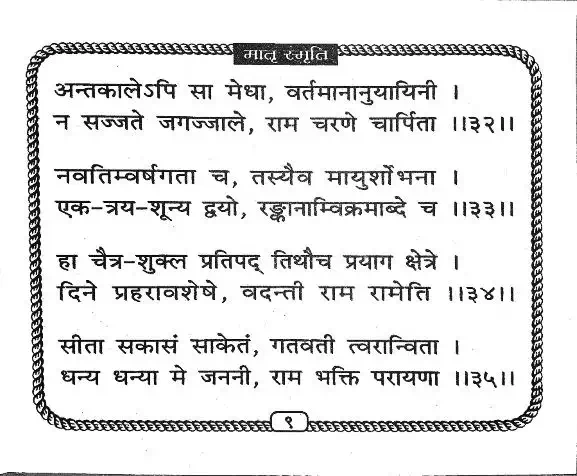 मातृ स्मृति
अन्तकालेऽपि सा मेधा, वर्तमानानुयायिनी ।
न सज्जते जगज्जाले, राम चरणे चार्पिता ।।३२।।
नवतिम्वर्षगता च, तस्यैव मायुर्शोभना ।
एक-त्रय-शून्य द्वयो, रङ्कानाम्विक्रमाब्दे च ।।३३।।
हा चैत्र-शुक्ल प्रतिपद् तिथौच प्रयाग क्षेत्रे ।
दिने प्रहरावशेषे, वदन्ती राम रामेति ।।३४।।
सीता सकासं साकेतं, गतवती त्वरान्विता ।
धन्य धन्या मे जननी, राम भक्ति परायणा ।।३५।।
९